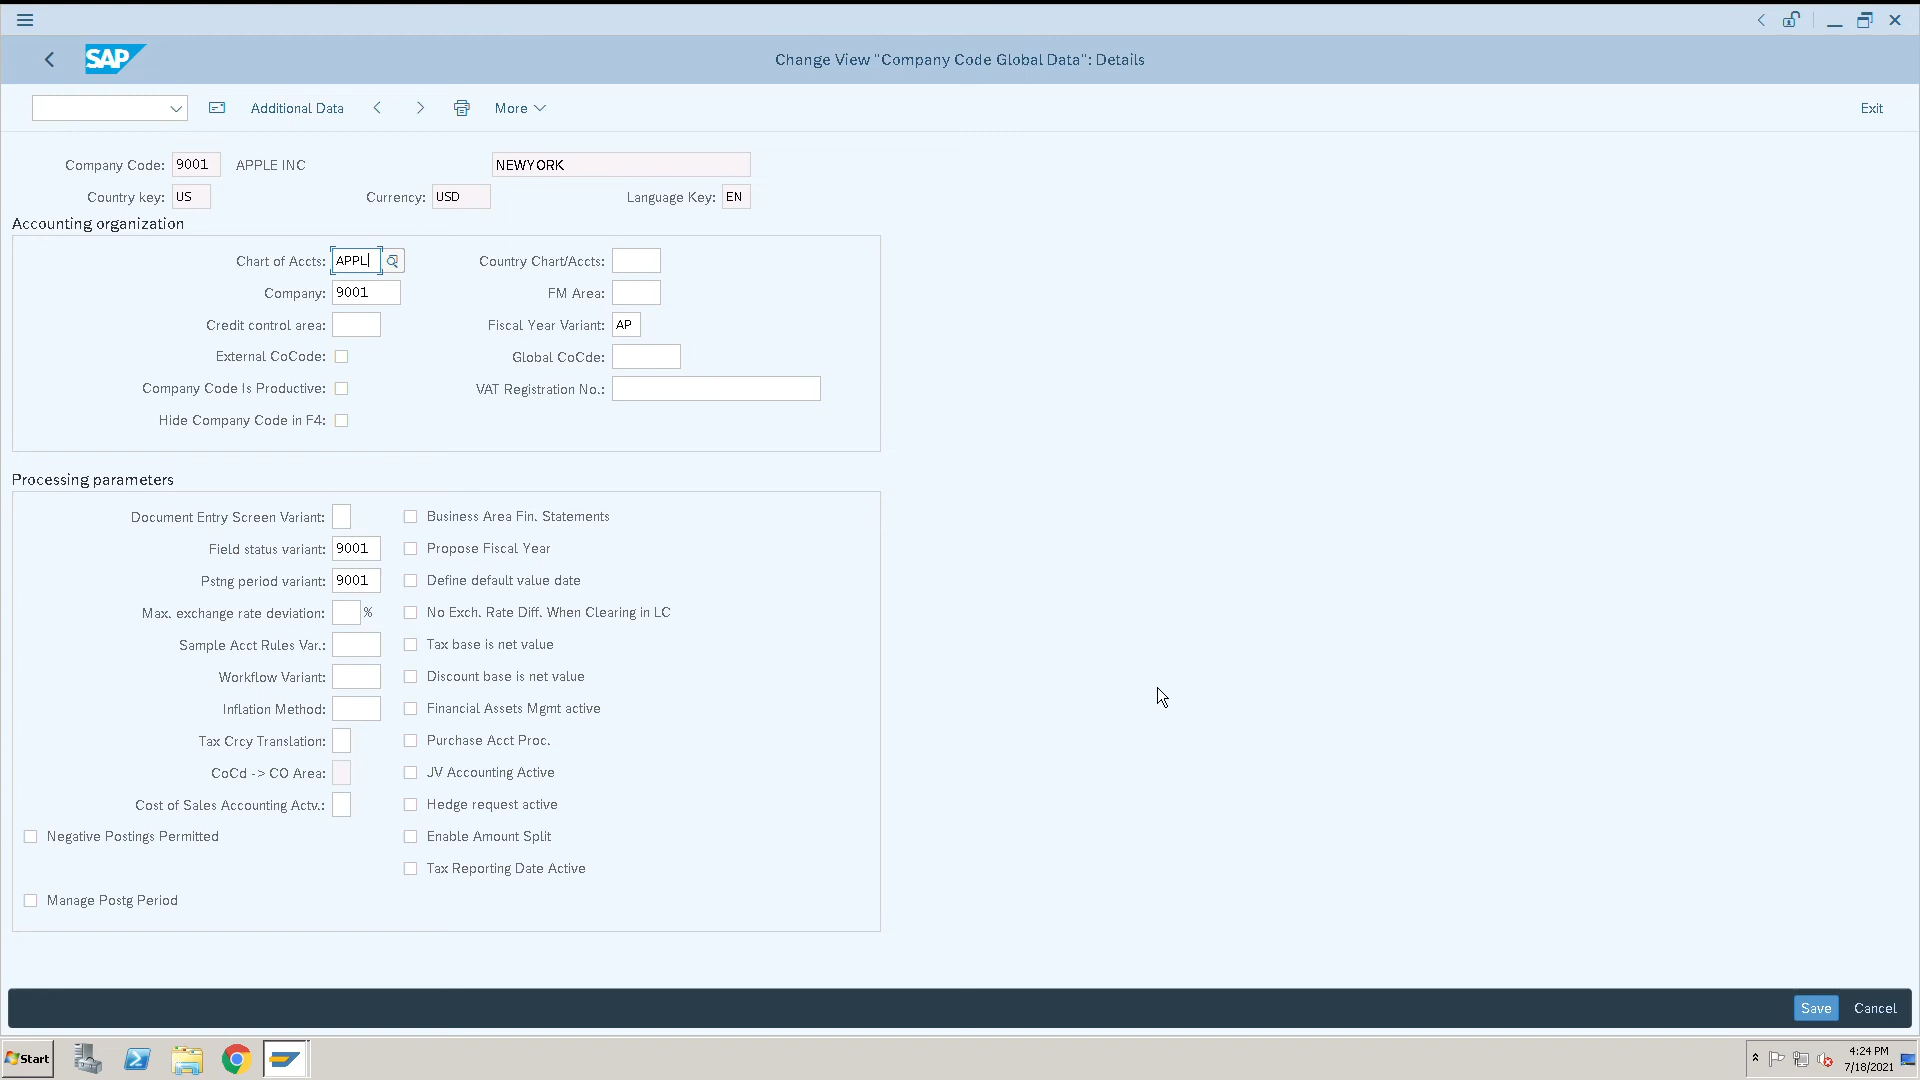 SAP
Change View "Company Code Global Data": Details
Additional Data
More
Exit
Company Code: 9001 APPLE INC NEWYORK
Country key: US Currency: USD Language Key: EN
Accounting organization
Chart of Accts: APPL Country Chart/Accts:
Company: 9001 FM Area:
Credit control area: Fiscal Year Variant: AP
External CoCode: Global CoCde:
Company Code Is Productive: VAT Registration No.:
Hide Company Code in F4:
Processing parameters
Document Entry Screen Variant: Business Area Fin. Statements
Field status variant: 9001 Propose Fiscal Year
Pstng period variant: 9001 Define default value date
Max. exchange rate deviation: % No Exch. Rate Diff. When Clearing in LC
Sample Acct Rules Var.: Tax base is net value
Workflow Variant: Discount base is net value
Inflation Method: Financial Assets Mgmt active
Tax Crcy Translation: Purchase Acct Proc.
CoCd -> CO Area: JV Accounting Active
Cost of Sales Accounting Actv.: Hedge request active
Negative Postings Permitted Enable Amount Split
Tax Reporting Date Active
Manage Postg Period
Save Cancel
Start
4:24 PM
7/18/2021